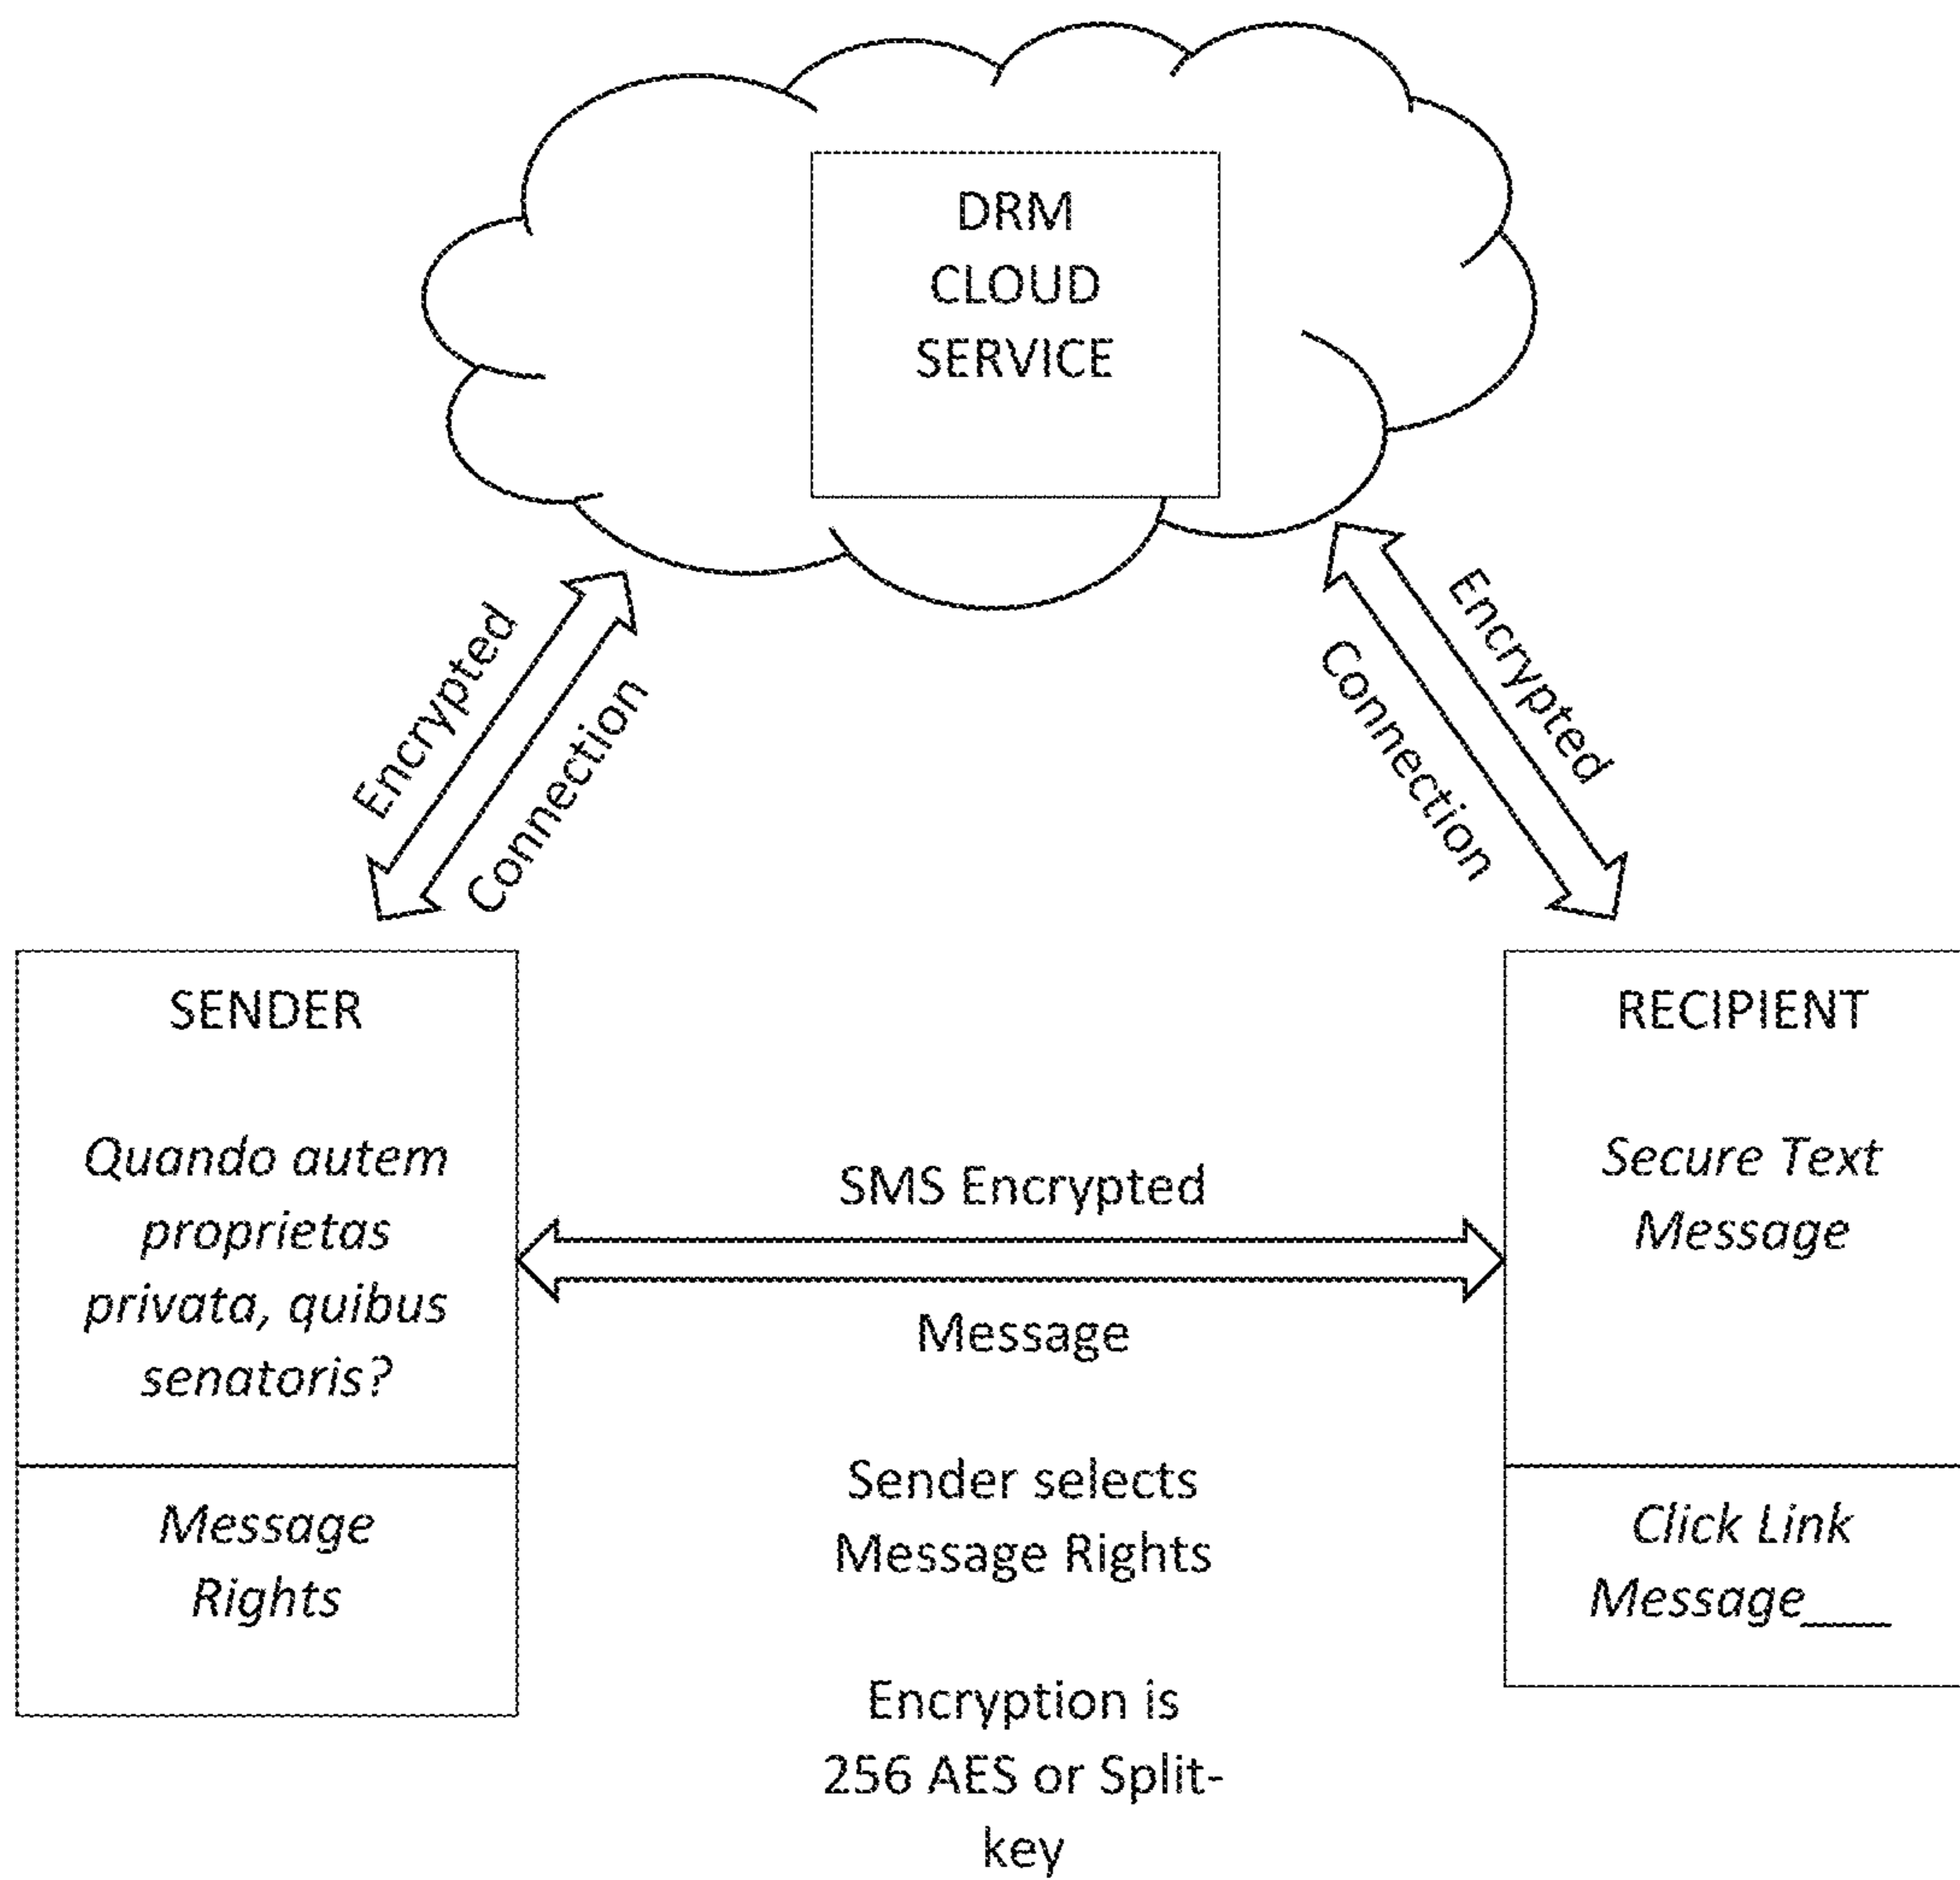 DRM
CLOUD
SERVICE
Encrypted
Connection
Encrypted
Connection
SENDER
Quando autem
proprietas
privata, quibus
senatoris?
Message
Rights
SMS Encrypted
Message
Sender selects
Message Rights
Encryption is
256 AES or Split-
key
RECIPIENT
Secure Text
Message
Click Link
Message___